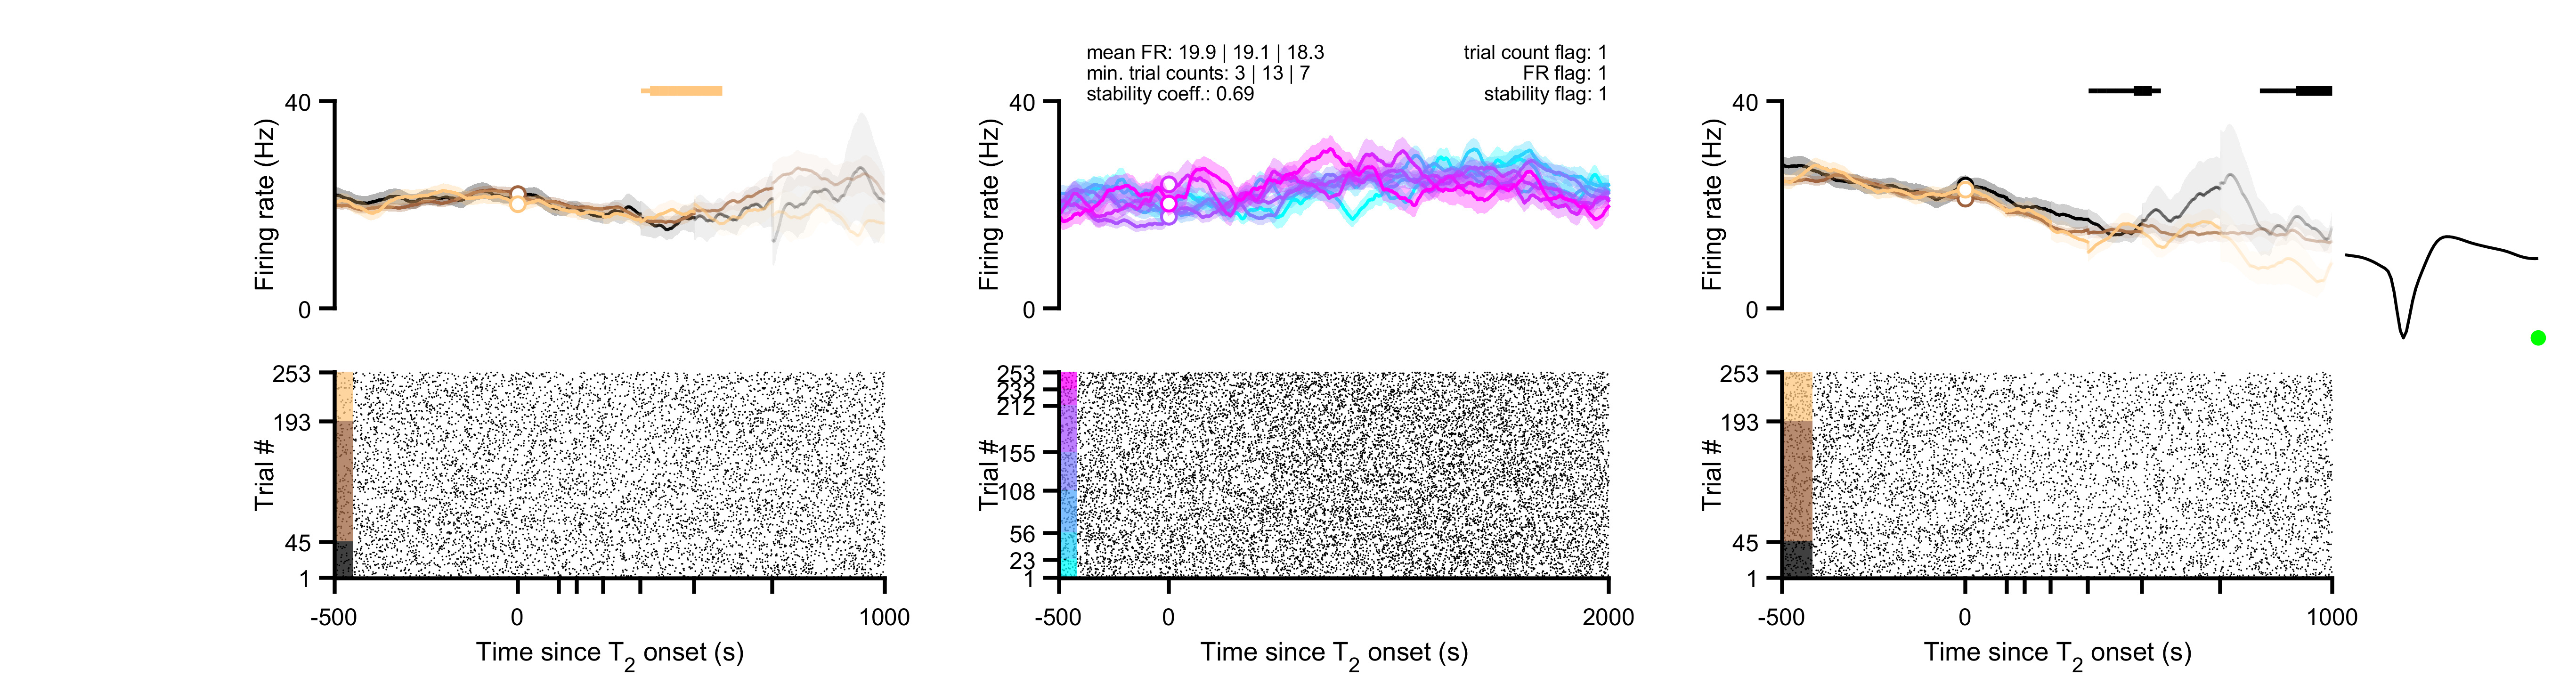 mean FR: 19.9 | 19.1 | 18.3
min. trial counts: 3 | 13 | 7
stability coeff.: 0.69
trial count flag: 1
FR flag: 1
stability flag: 1
40
0
Firing rate (Hz)
253
193
45
1
Trial #
-500
0
1000
Time since T2 onset (s)
40
0
Firing rate (Hz)
253
232
212
155
108
56
23
1
Trial #
-500
0
2000
Time since T2 onset (s)
40
0
Firing rate (Hz)
253
193
45
1
Trial #
-500
0
1000
Time since T2 onset (s)